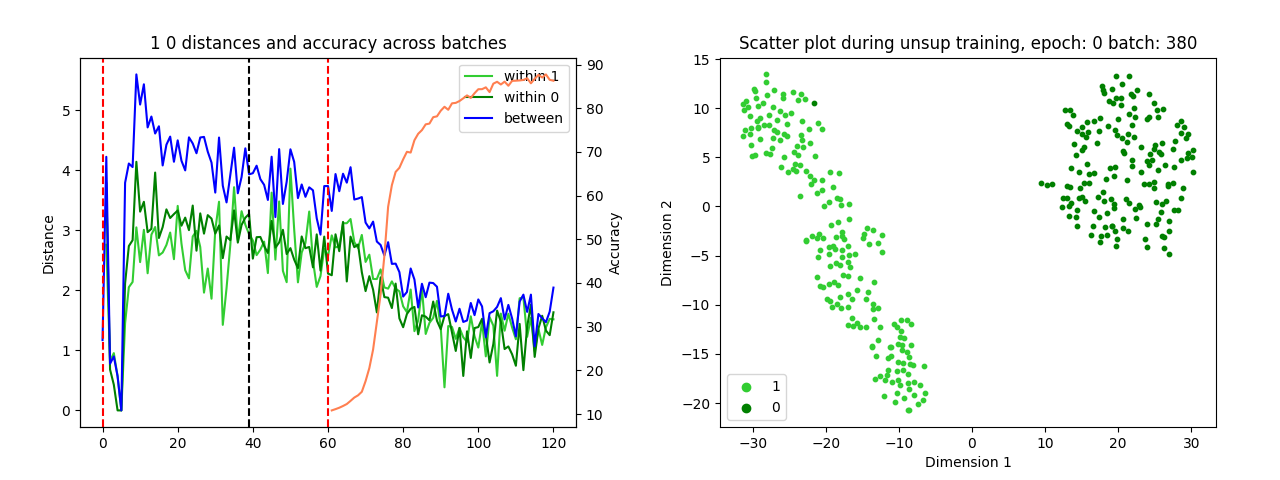 1 0 distances and accuracy across batches
within 1
within 0
between
Distance
0
1
2
3
4
5
0 20 40 60 80 100 120
Accuracy
10
20
30
40
50
60
70
80
90
Scatter plot during unsup training, epoch: 0 batch: 380
Dimension 2
15
10
5
0
−5
−10
−15
−20
1
0
−30 −20 −10 0 10 20 30
Dimension 1